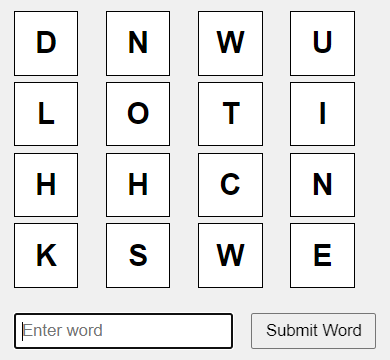 D N W U
L O T I
H H C N
K S W E
Enter word Submit Word